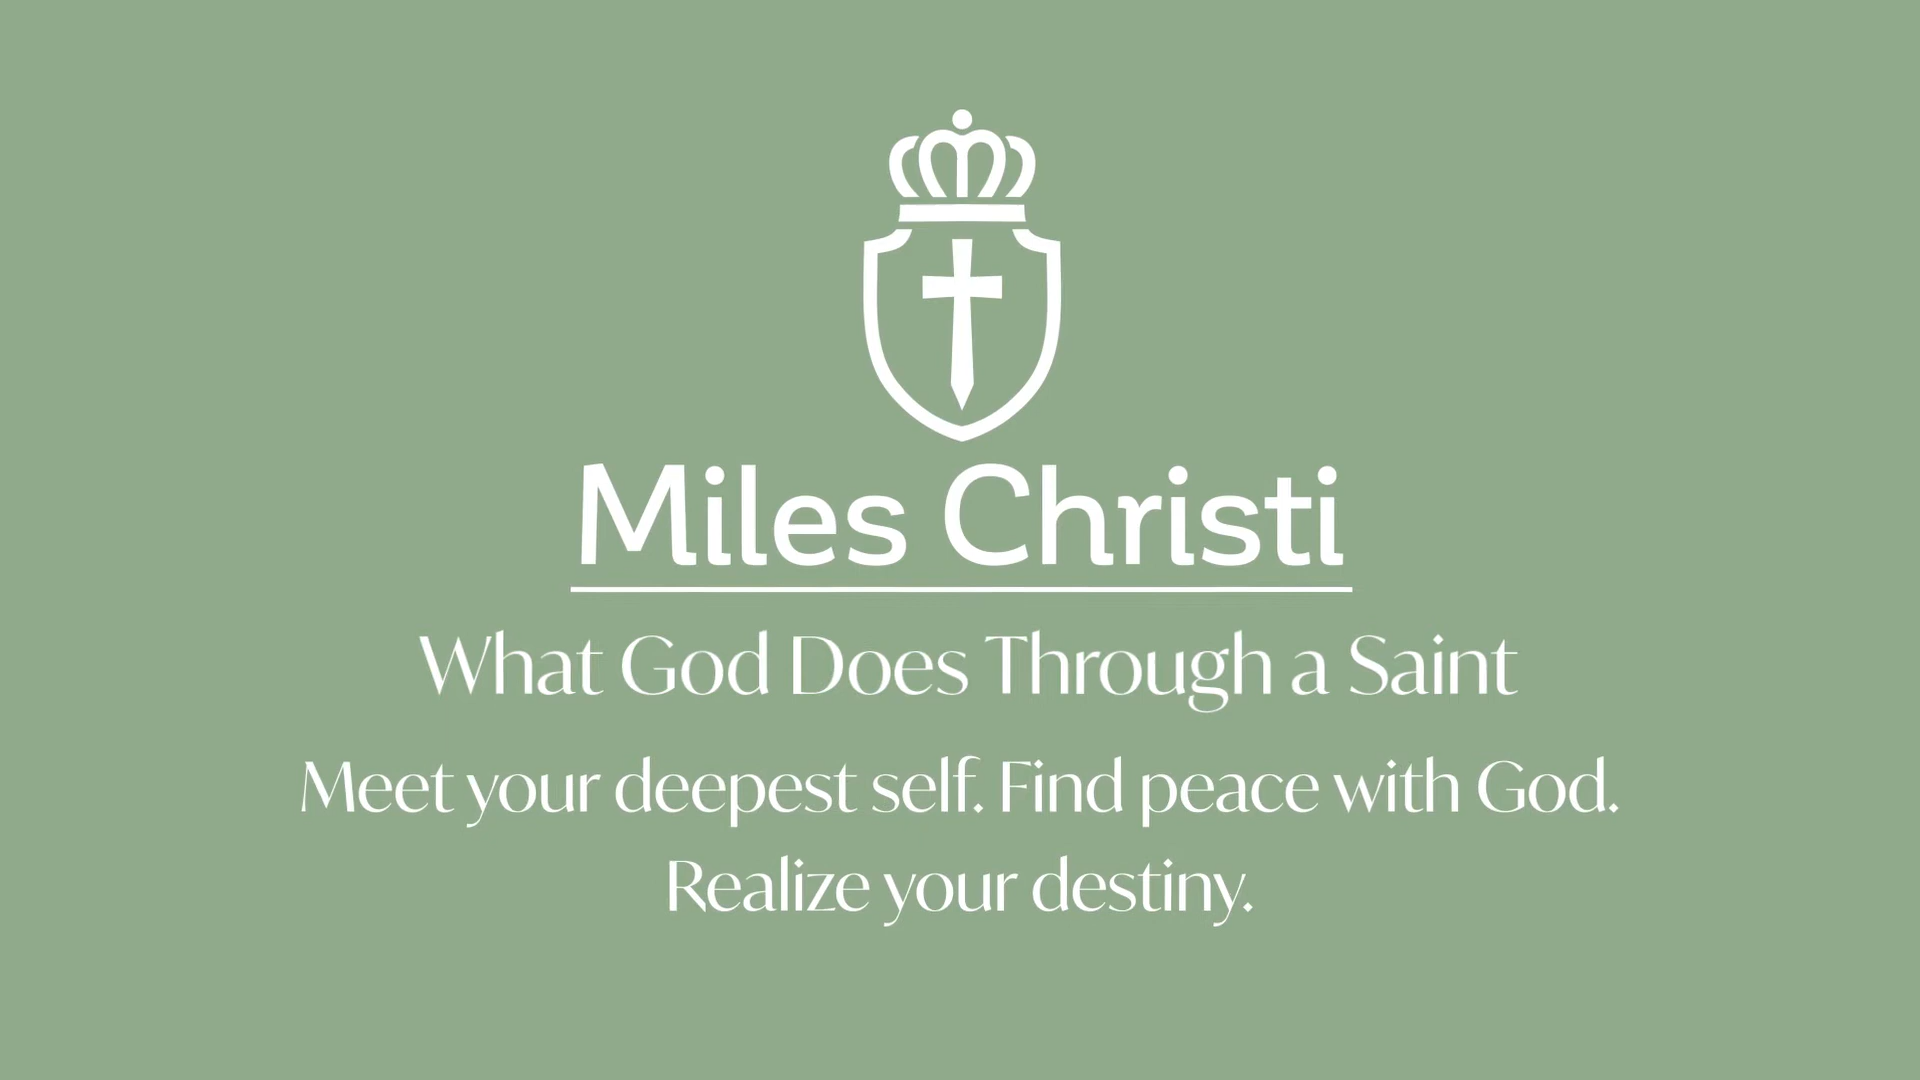 Miles Christi
What God Does Through a Saint
Meet your deepest self. Find peace with God.
Realize your destiny.